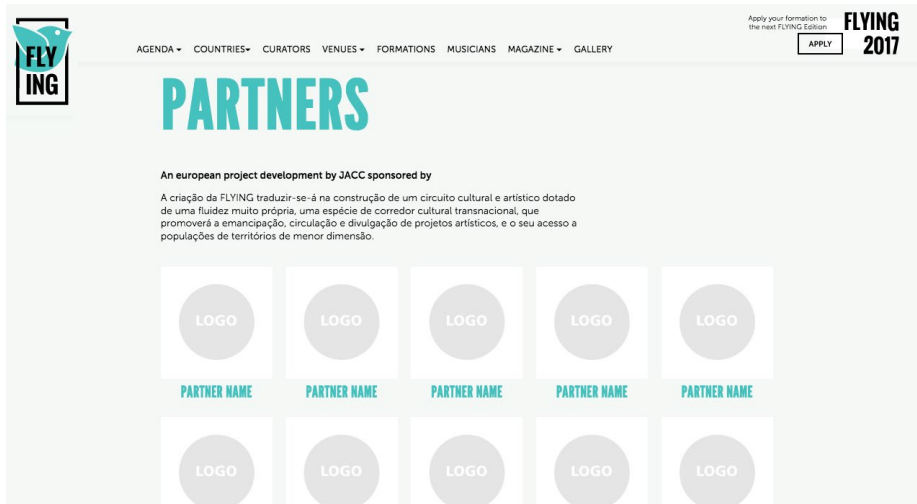 FLY
ING
AGENDA
COUNTRIES
CURATORS
VENUES
FORMATIONS
MUSICIANS
MAGAZINE
GALLERY
Apply your formation to
the next FLYING Edition
APPLY
FLYING
2017
PARTNERS
An european project development by JACC sponsored by
A criação da FLYING traduzir-se-á na construção de um circuito cultural e artístico dotado
de uma fluidez muito própria, uma espécie de corredor cultural transnacional, que
promoverá a emancipação, circulação e divulgação de projetos artísticos, e o seu acesso a
populações de territórios de menor dimensão.
LOGO LOGO LOGO LOGO LOGO
PARTNER NAME PARTNER NAME PARTNER NAME PARTNER NAME PARTNER NAME
LOGO LOGO LOGO LOGO LOGO